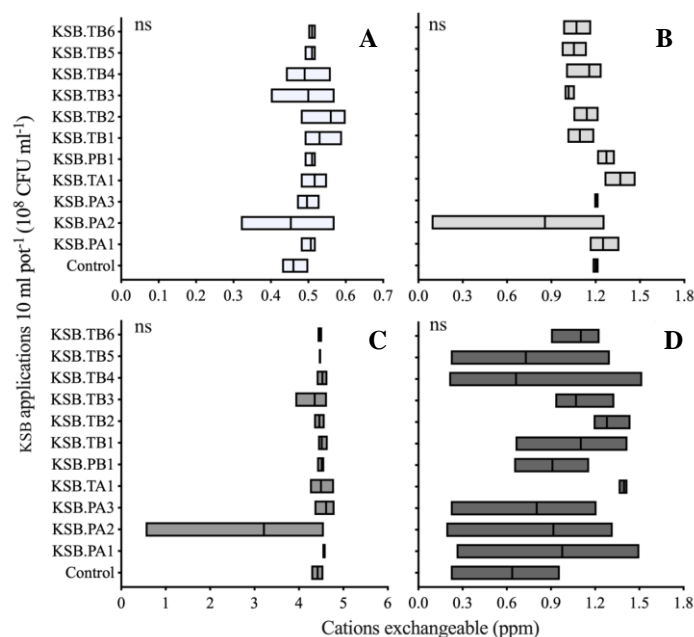 KSB applications 10 ml pot⁻¹ (10⁸ CFU ml⁻¹)
ns
A
KSB.TB6
KSB.TB5
KSB.TB4
KSB.TB3
KSB.TB2
KSB.TB1
KSB.PB1
KSB.TA1
KSB.PA3
KSB.PA2
KSB.PA1
Control
0.0 0.1 0.2 0.3 0.4 0.5 0.6 0.7
ns
B
0.0 0.3 0.6 0.9 1.2 1.5 1.8
ns
C
KSB.TB6
KSB.TB5
KSB.TB4
KSB.TB3
KSB.TB2
KSB.TB1
KSB.PB1
KSB.TA1
KSB.PA3
KSB.PA2
KSB.PA1
Control
0 1 2 3 4 5 6
ns
D
0.0 0.3 0.6 0.9 1.2 1.5 1.8
Cations exchangeable (ppm)